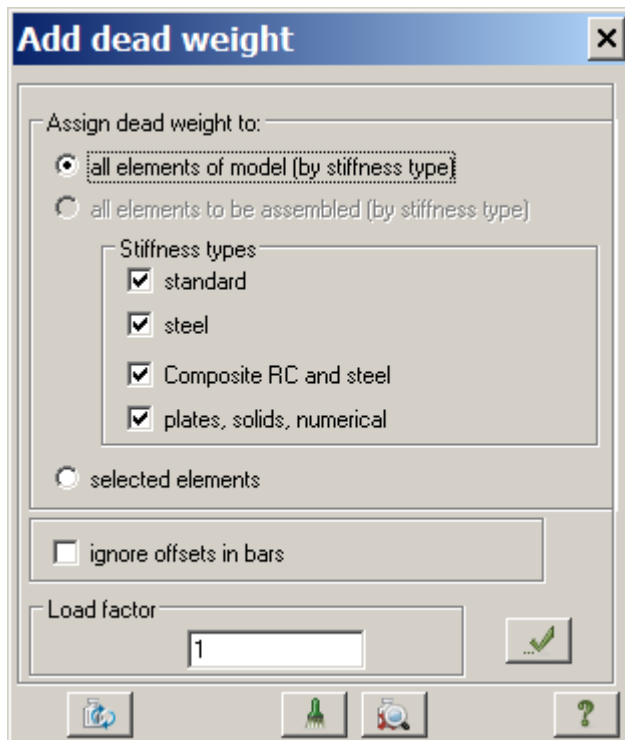 Add dead weight
Assign dead weight to:
all elements of model (by stiffness type)
all elements to be assembled (by stiffness type)
Stiffness types
standard
steel
Composite RC and steel
plates, solids, numerical
selected elements
ignore offsets in bars
Load factor
1
?